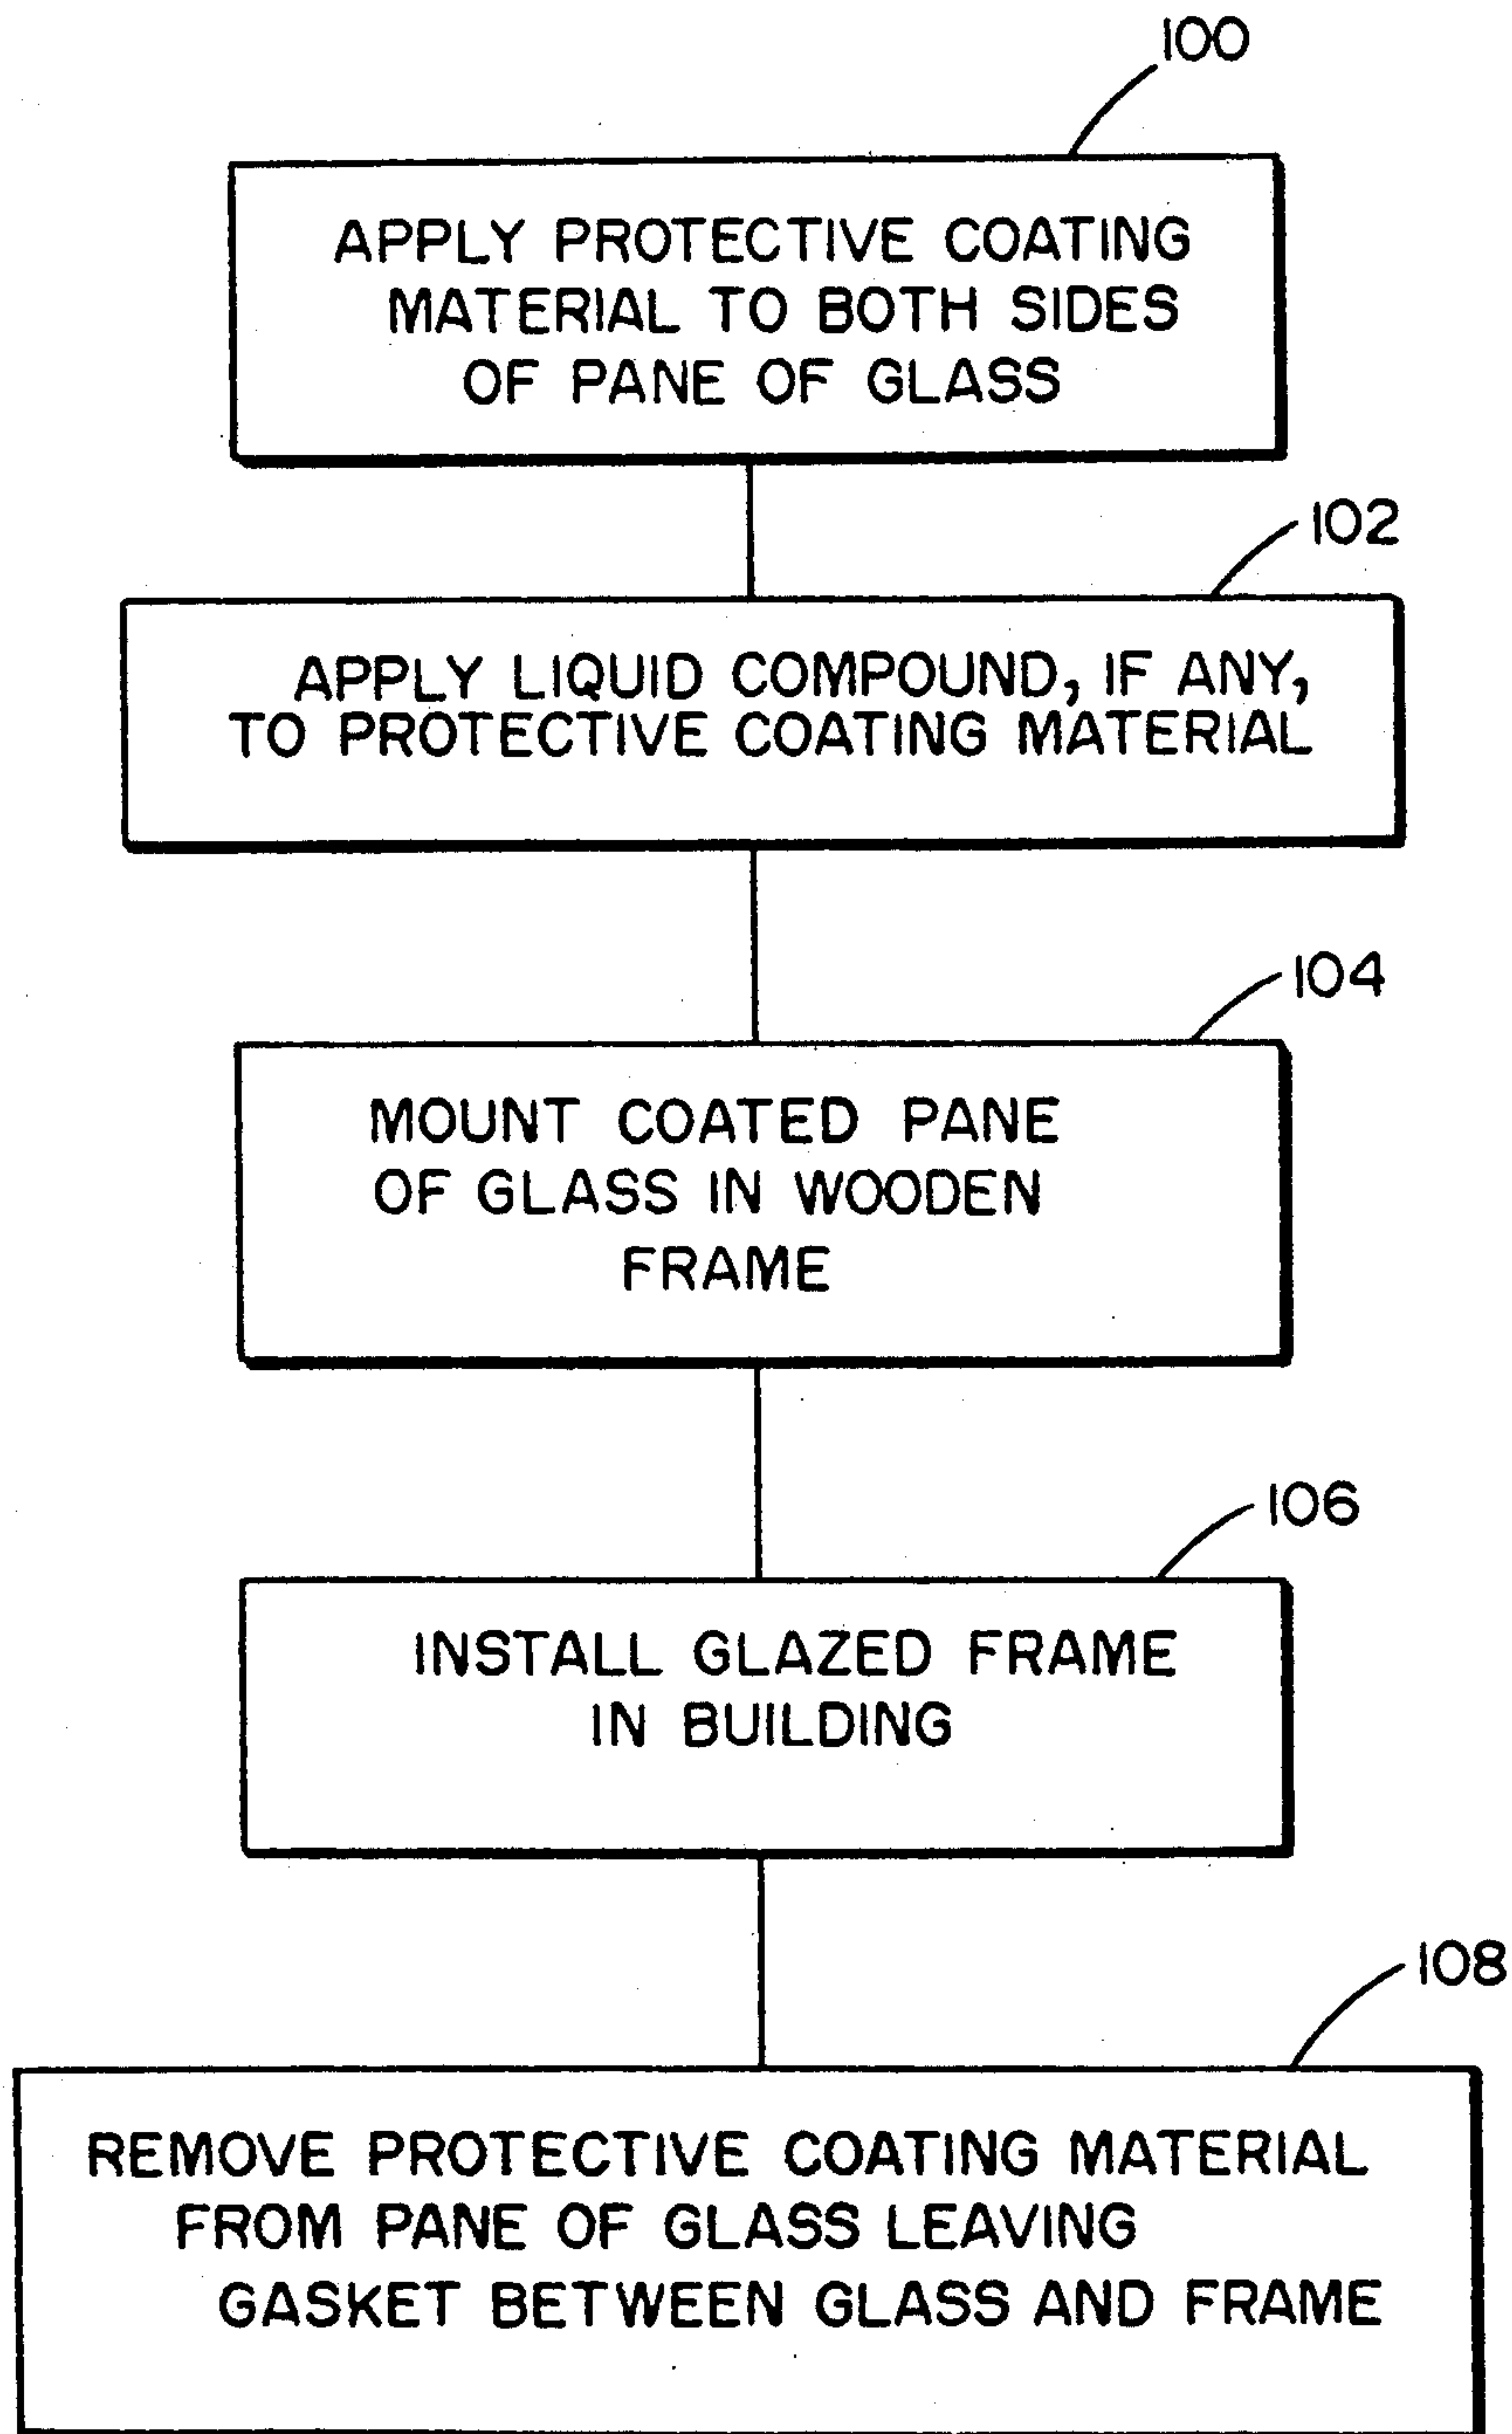 100
APPLY PROTECTIVE COATING
MATERIAL TO BOTH SIDES
OF PANE OF GLASS
102
APPLY LIQUID COMPOUND, IF ANY,
TO PROTECTIVE COATING MATERIAL
104
MOUNT COATED PANE
OF GLASS IN WOODEN
FRAME
106
INSTALL GLAZED FRAME
IN BUILDING
108
REMOVE PROTECTIVE COATING MATERIAL
FROM PANE OF GLASS LEAVING
GASKET BETWEEN GLASS AND FRAME